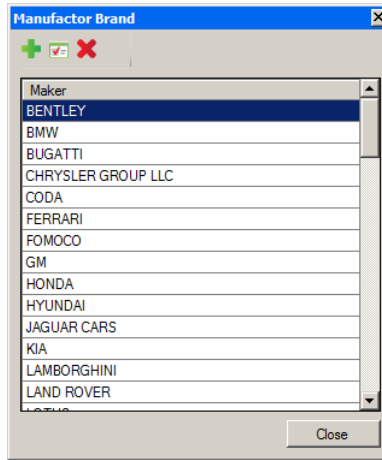 Manufactor Brand
Maker
BENTLEY
BMW
BUGATTI
CHRYSLER GROUP LLC
CODA
FERRARI
FOMOCO
GM
HONDA
HYUNDAI
JAGUAR CARS
KIA
LAMBORGHINI
LAND ROVER
Close